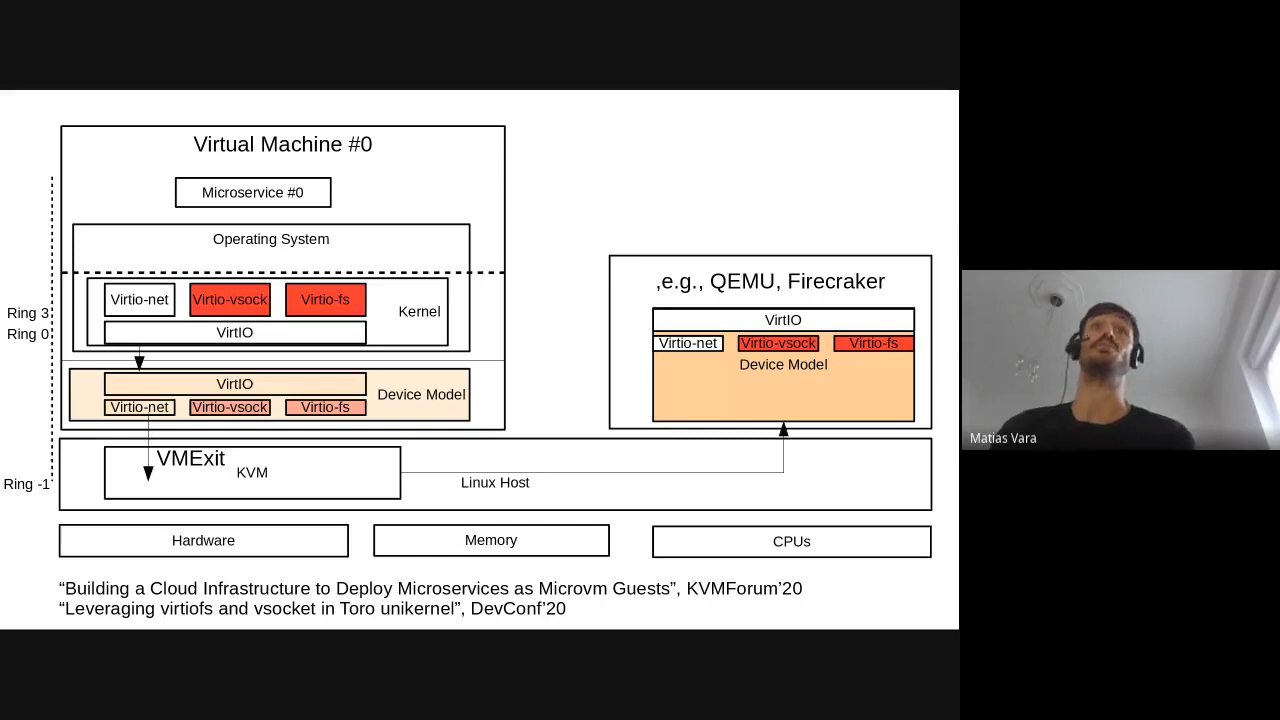 Virtual Machine #0
Microservice #0
Operating System
Virtio-net
Virtio-vsock
Virtio-fs
Kernel
VirtIO
Ring 3
Ring 0
VirtIO
Device Model
Virtio-net
Virtio-vsock
Virtio-fs
VMExit
KVM
Ring -1
Linux Host
,e.g., QEMU, Firecraker
VirtIO
Virtio-net
Virtio-vsock
Virtio-fs
Device Model
Hardware
Memory
CPUs
“Building a Cloud Infrastructure to Deploy Microservices as Microvm Guests”, KVMForum’20
“Leveraging virtiofs and vsocket in Toro unikernel”, DevConf’20
Matias Vara